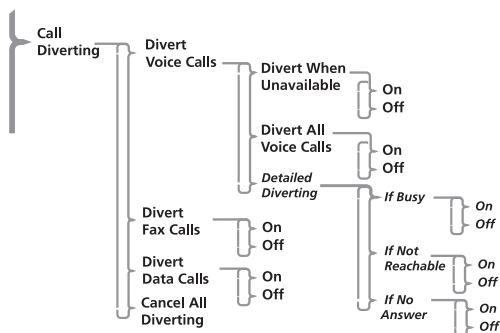 Call
Diverting
Divert
Voice Calls
Divert When
Unavailable
On
Off
Divert All
Voice Calls
On
Off
Detailed
Diverting
If Busy
On
Off
If Not
Reachable
On
Off
If No
Answer
On
Off
Divert
Fax Calls
On
Off
Divert
Data Calls
On
Off
Cancel All
Diverting